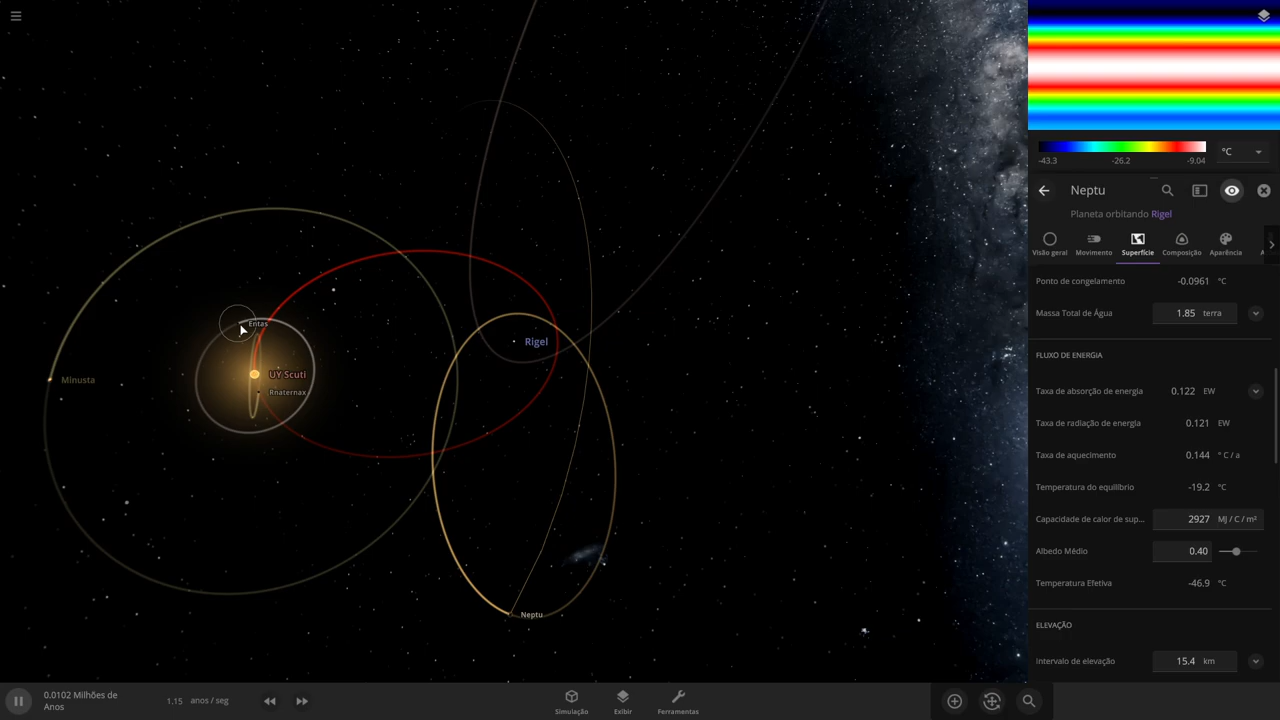 °C
-43.3 -26.2 -9.04
Neptu
Planeta orbitando Rigel
Visão geral Movimento Superfície Composição Aparência A
Ponto de congelamento -0.0961 °C
Massa Total de Água 1.85 terra
FLUXO DE ENERGIA
Taxa de absorção de energia 0.122 EW
Taxa de radiação de energia 0.121 EW
Taxa de aquecimento 0.144 ° C / a
Temperatura do equilíbrio -19.2 °C
Capacidade de calor de sup... 2927 MJ / C / m²
Albedo Médio 0.40
Temperatura Efetiva -46.9 °C
ELEVAÇÃO
Intervalo de elevação 15.4 km
Entas
Rigel
UY Scuti
Minusta
Rnaternax
Neptu
0.0102 Milhões de
Anos
1,15 anos / seg
Simulação Exibir Ferramentas